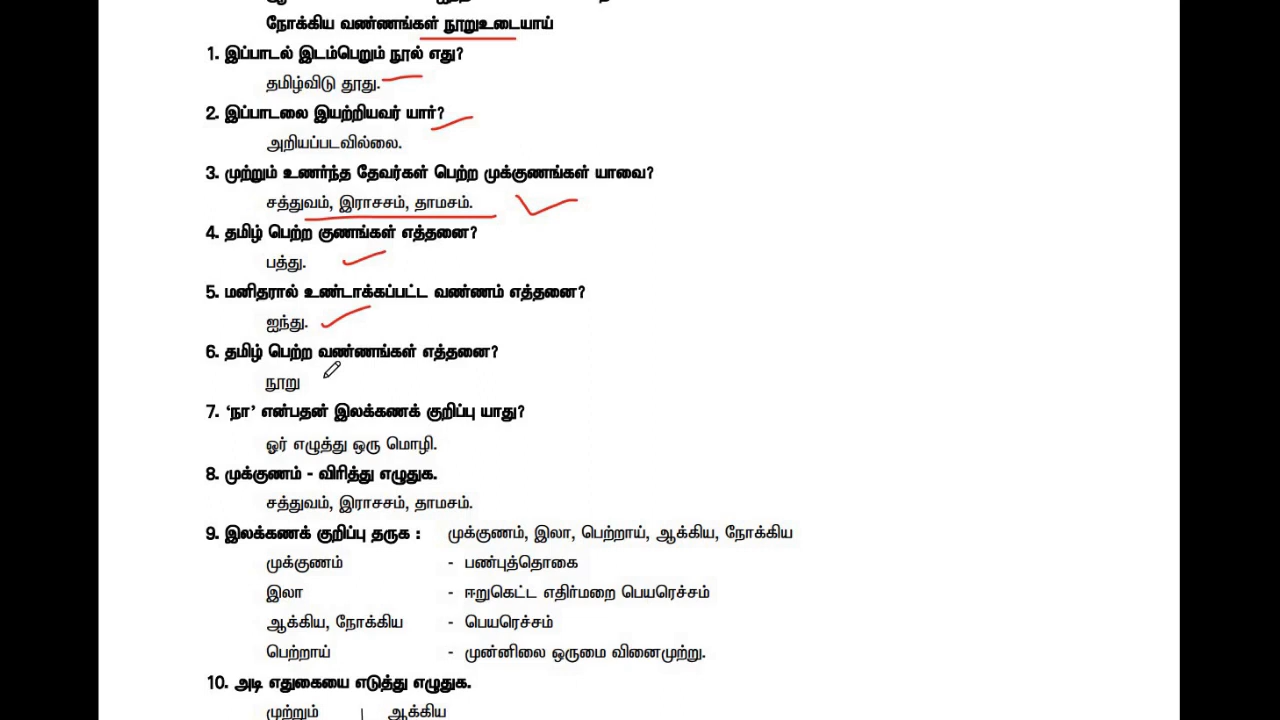 நோக்கிய வண்ணங்கள் நூறுஉடையாய்
1. இப்பாடல் இடம்பெறும் நூல் எது?
தமிழ்விடு தூது.
2. இப்பாடலை இயற்றியவர் யார்?
அறியப்படவில்லை.
3. முற்றும் உணர்ந்த தேவர்கள் பெற்ற முக்குணங்கள் யாவை?
சத்துவம், இராசசம், தாமசம்.
4. தமிழ் பெற்ற குணங்கள் எத்தனை?
பத்து.
5. மனிதரால் உண்டாக்கப்பட்ட வண்ணம் எத்தனை?
ஐந்து.
6. தமிழ் பெற்ற வண்ணங்கள் எத்தனை?
நூறு
7. ‘நா’ என்பதன் இலக்கணக் குறிப்பு யாது?
ஓர் எழுத்து ஒரு மொழி.
8. முக்குணம் - விரித்து எழுதுக.
சத்துவம், இராசசம், தாமசம்.
9. இலக்கணக் குறிப்பு தருக : முக்குணம், இலா, பெற்றாய், ஆக்கிய, நோக்கிய
முக்குணம் - பண்புத்தொகை
இலா - ஈறுகெட்ட எதிர்மறை பெயரெச்சம்
ஆக்கிய, நோக்கிய - பெயரெச்சம்
பெற்றாய் - முன்னிலை ஒருமை வினைமுற்று.
10. அடி எதுகையை எடுத்து எழுதுக.
முற்றும் | ஆக்கிய